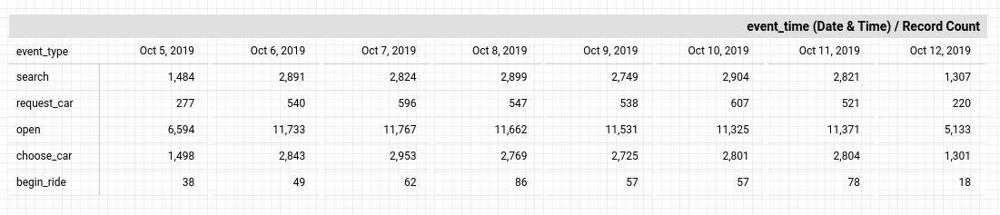 event_time (Date & Time) / Record Count
event_type Oct 5, 2019 Oct 6, 2019 Oct 7, 2019 Oct 8, 2019 Oct 9, 2019 Oct 10, 2019 Oct 11, 2019 Oct 12, 2019
search 1,484 2,891 2,824 2,899 2,749 2,904 2,821 1,307
request_car 277 540 596 547 538 607 521 220
open 6,594 11,733 11,767 11,662 11,531 11,325 11,371 5,133
choose_car 1,498 2,843 2,953 2,769 2,725 2,801 2,804 1,301
begin_ride 38 49 62 86 57 57 78 18